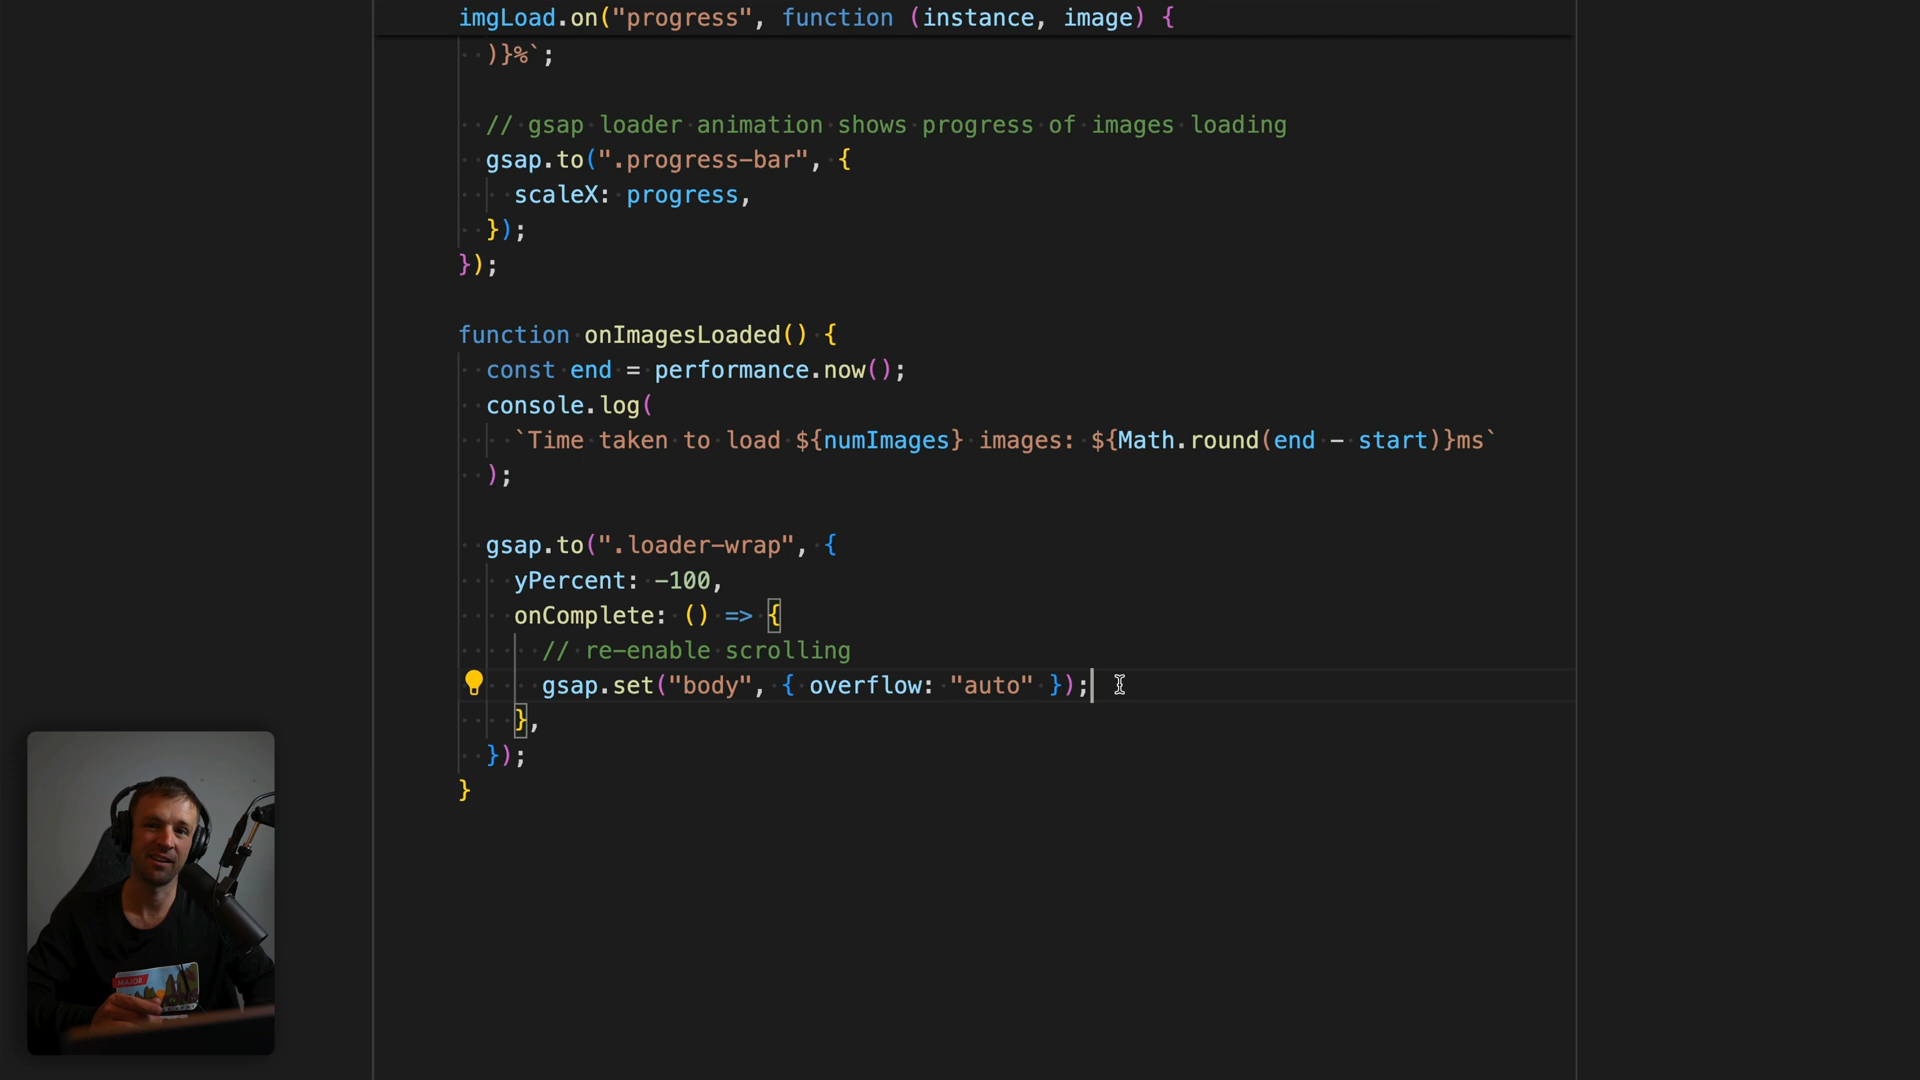 imgLoad.on("progress", function (instance, image) {
)}%`;
// gsap loader animation shows progress of images loading
gsap.to(".progress-bar", {
scaleX: progress,
});
});
function onImagesLoaded() {
const end = performance.now();
console.log(
`Time taken to load ${numImages} images: ${Math.round(end - start)}ms`
);
gsap.to(".loader-wrap", {
yPercent: -100,
onComplete: () => {
// re-enable scrolling
gsap.set("body", { overflow: "auto" });
},
});
}
MAJOR